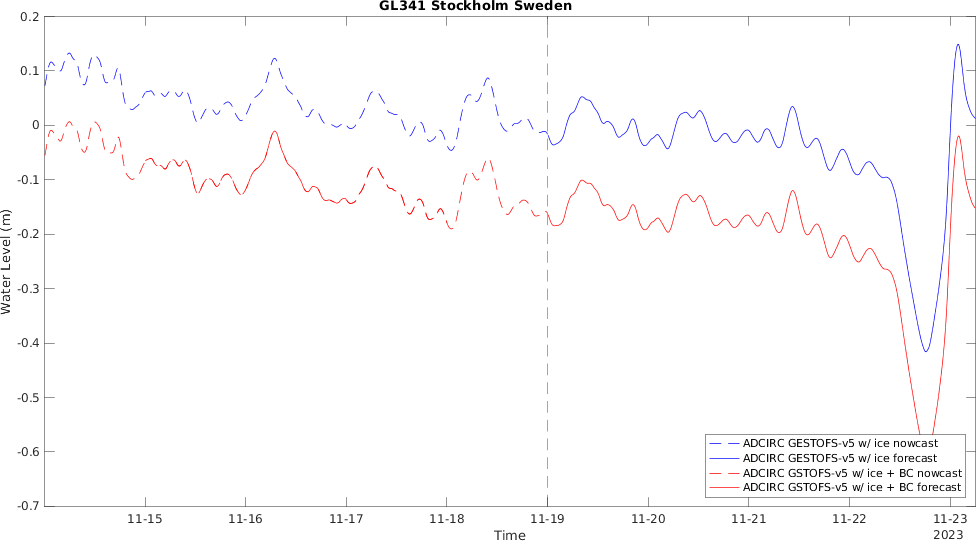 GL341 Stockholm Sweden
Water Level (m)
0.2
0.1
0
-0.1
-0.2
-0.3
-0.4
-0.5
-0.6
-0.7
ADCIRC GESTOFS-v5 w/ ice nowcast
ADCIRC GESTOFS-v5 w/ ice forecast
ADCIRC GSTOFS-v5 w/ ice + BC nowcast
ADCIRC GSTOFS-v5 w/ ice + BC forecast
11-15 11-16 11-17 11-18 11-19 11-20 11-21 11-22 11-23
2023
Time